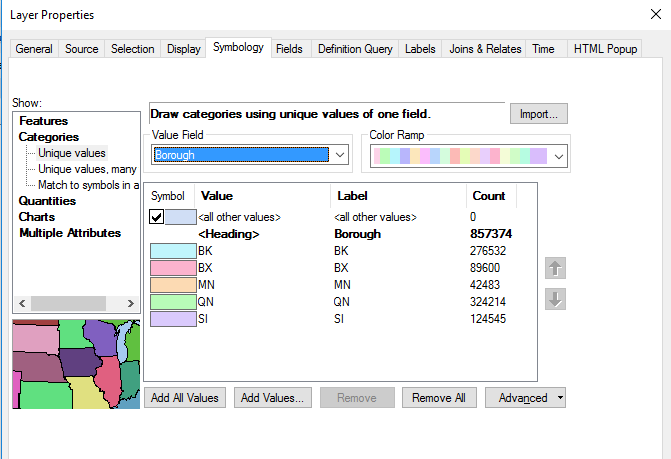 Layer Properties
General Source Selection Display Symbology Fields Definition Query Labels Joins & Relates Time HTML Popup
Show:
Features
Categories
Unique values
Unique values, many
Match to symbols in a
Quantities
Charts
Multiple Attributes
Draw categories using unique values of one field.
Import...
Value Field
Borough
Color Ramp
Symbol Value Label Count
<all other values> <all other values> 0
<Heading> Borough 857374
BK BK 276532
BX BX 89600
MN MN 42483
QN QN 324214
SI SI 124545
Add All Values Add Values... Remove Remove All Advanced